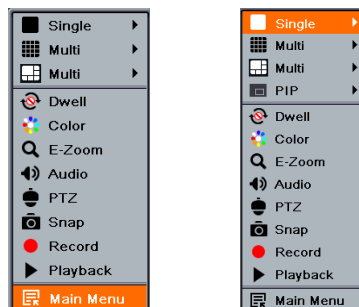 Single
Multi
Multi
Dwell
Color
E-Zoom
Audio
PTZ
Snap
Record
Playback
Main Menu
Single
Multi
Multi
PIP
Dwell
Color
E-Zoom
Audio
PTZ
Snap
Record
Playback
Main Menu